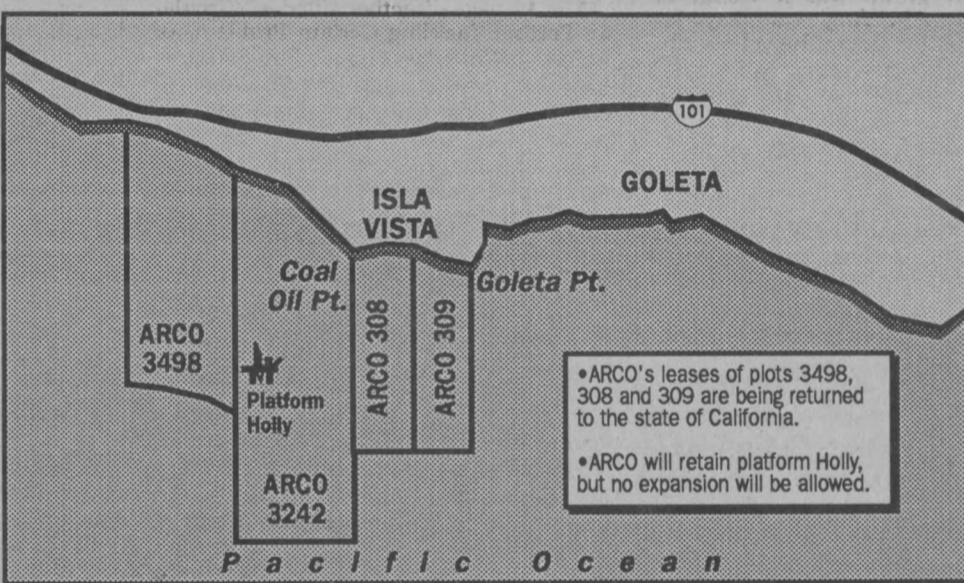 101
ISLA
VISTA
GOLETA
Coal
Oil Pt.
Goleta Pt.
ARCO
3498
ARCO 308
ARCO 309
Platform
Holly
ARCO
3242
•ARCO's leases of plots 3498,
308 and 309 are being returned
to the state of California.
•ARCO will retain platform Holly,
but no expansion will be allowed.
Pacific Ocean